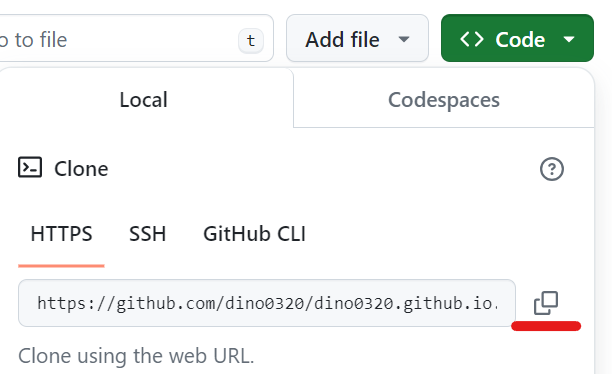 o to file t Add file <> Code
Local Codespaces
Clone
HTTPS SSH GitHub CLI
https://github.com/dino0320/dino0320.github.io.
Clone using the web URL.